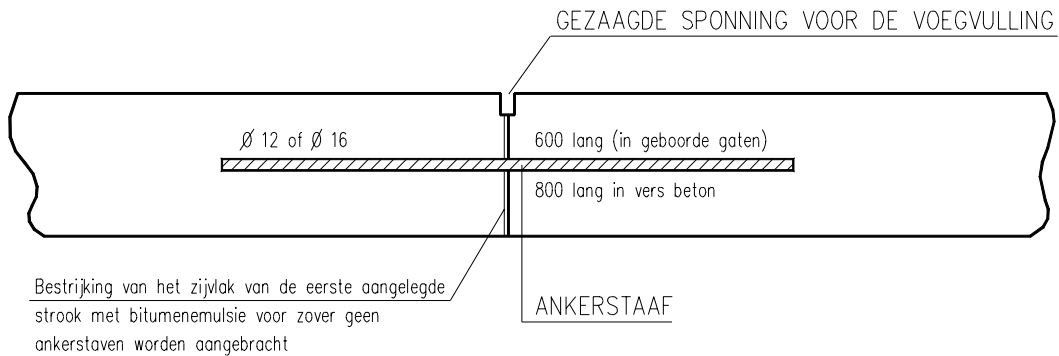 GEZAAGDE SPONNING VOOR DE VOEGVULLING
Ø 12 of Ø 16
600 lang (in geboorde gaten)
800 lang in vers beton
Bestrijking van het zijvlak van de eerste aangelegde
strook met bitumenemulsie voor zover geen
ankerstaven worden aangebracht
ANKERSTAAF